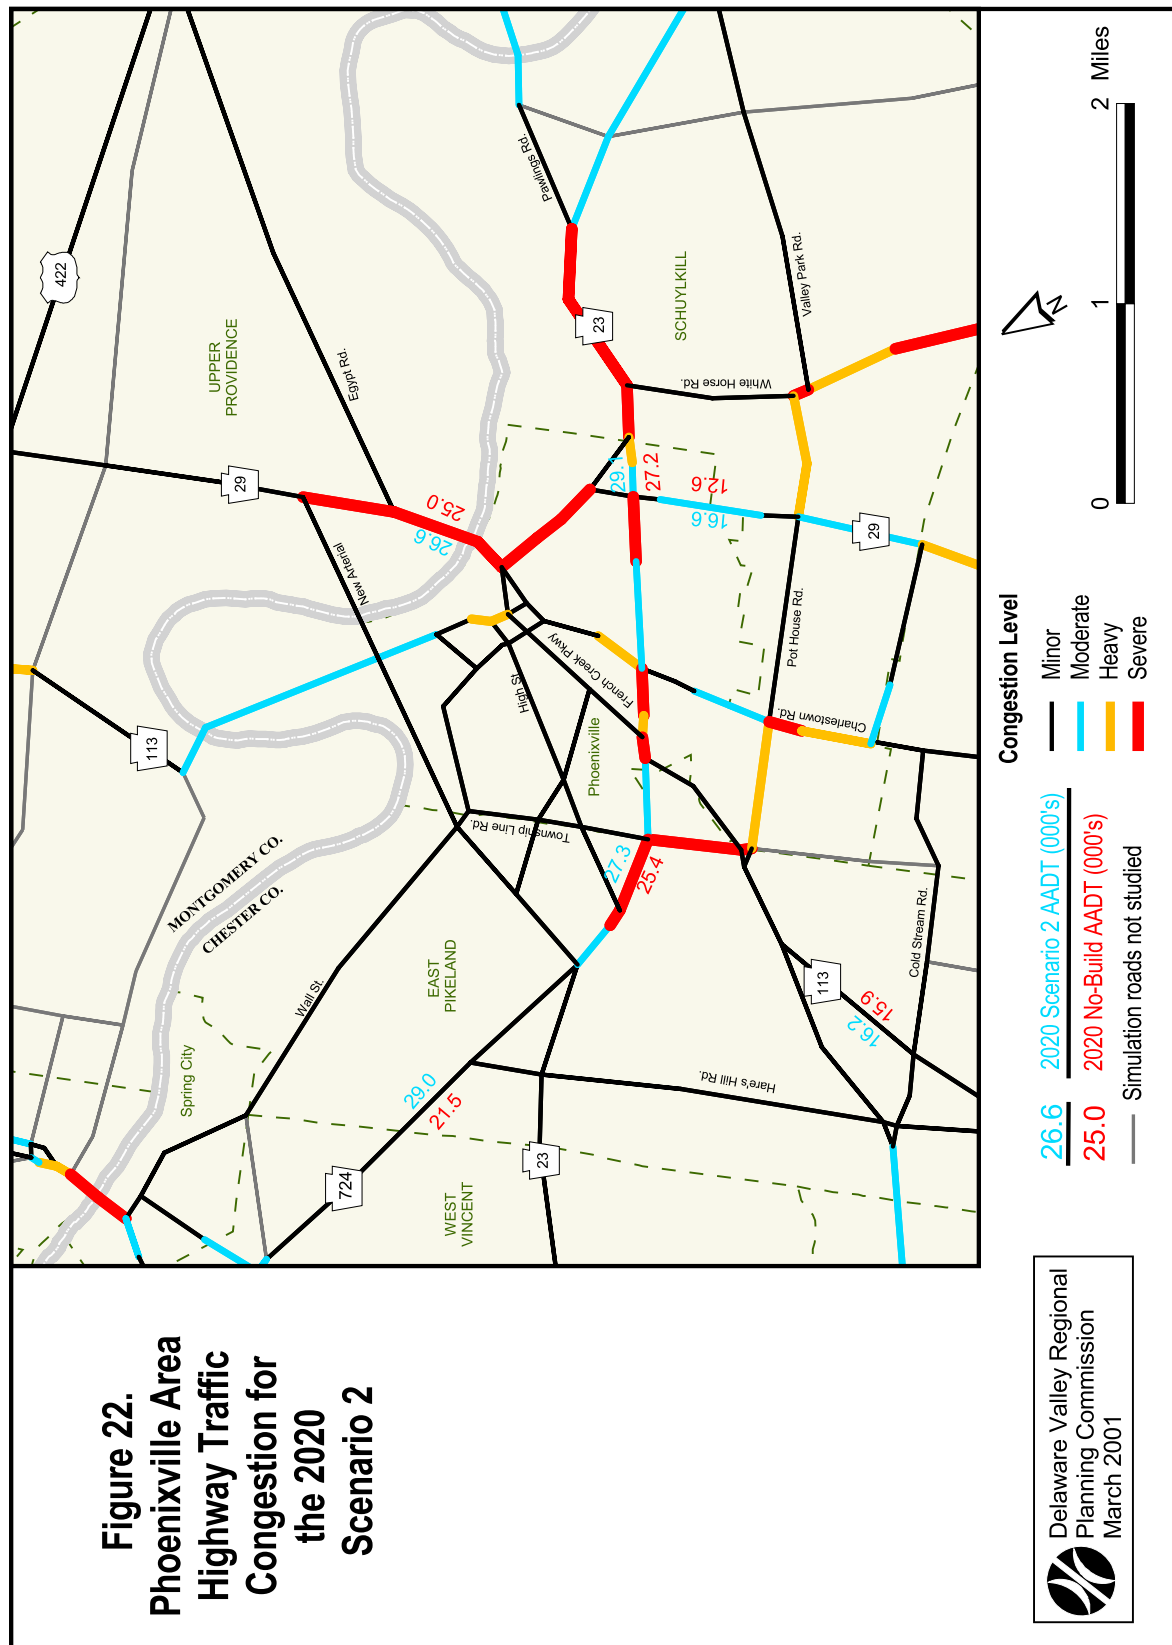 Figure 22.
Phoenixville Area
Highway Traffic
Congestion for
the 2020
Scenario 2
422
UPPER
PROVIDENCE
Egypt Rd.
29
New Arterial
25.0
26.6
Pawlings Rd.
23
SCHUYLKILL
Valley Park Rd.
White Horse Rd.
29.1
27.2
12.6
16.6
29
Pot House Rd.
French Creek Pkwy
High St.
Phoenixville
Charlestown Rd.
113
MONTGOMERY CO.
CHESTER CO.
Township Line Rd.
27.3
25.4
Wall St.
EAST
PIKELAND
Cold Stream Rd.
113
15.9
16.2
Spring City
29.0
21.5
Hare's Hill Rd.
724
WEST
VINCENT
23
N
0
1
2
Miles
Congestion Level
Minor
Moderate
Heavy
Severe
26.6
2020 Scenario 2 AADT (000's)
25.0
2020 No-Build AADT (000's)
Simulation roads not studied
Delaware Valley Regional
Planning Commission
March 2001